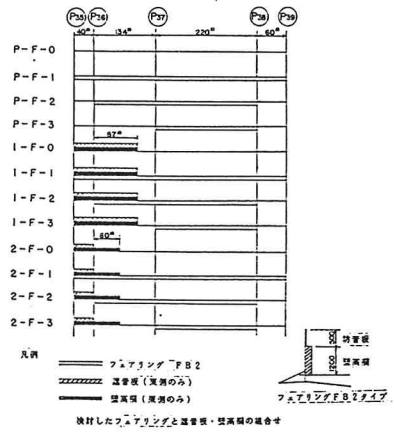 P35 P36 P37 P38 P39
40m 134m 220m 60m
P-F-0
P-F-1
P-F-2
P-F-3
87m
1-F-0
1-F-1
1-F-2
1-F-3
60m
2-F-0
2-F-1
2-F-2
2-F-3
凡例
フェアリング FB2
遮音板(東側のみ)
壁高欄(東側のみ)
500 防音板
1200 壁高欄
フェアリングFB2タイプ
検討したフェアリングと遮音板・壁高欄の組合せ